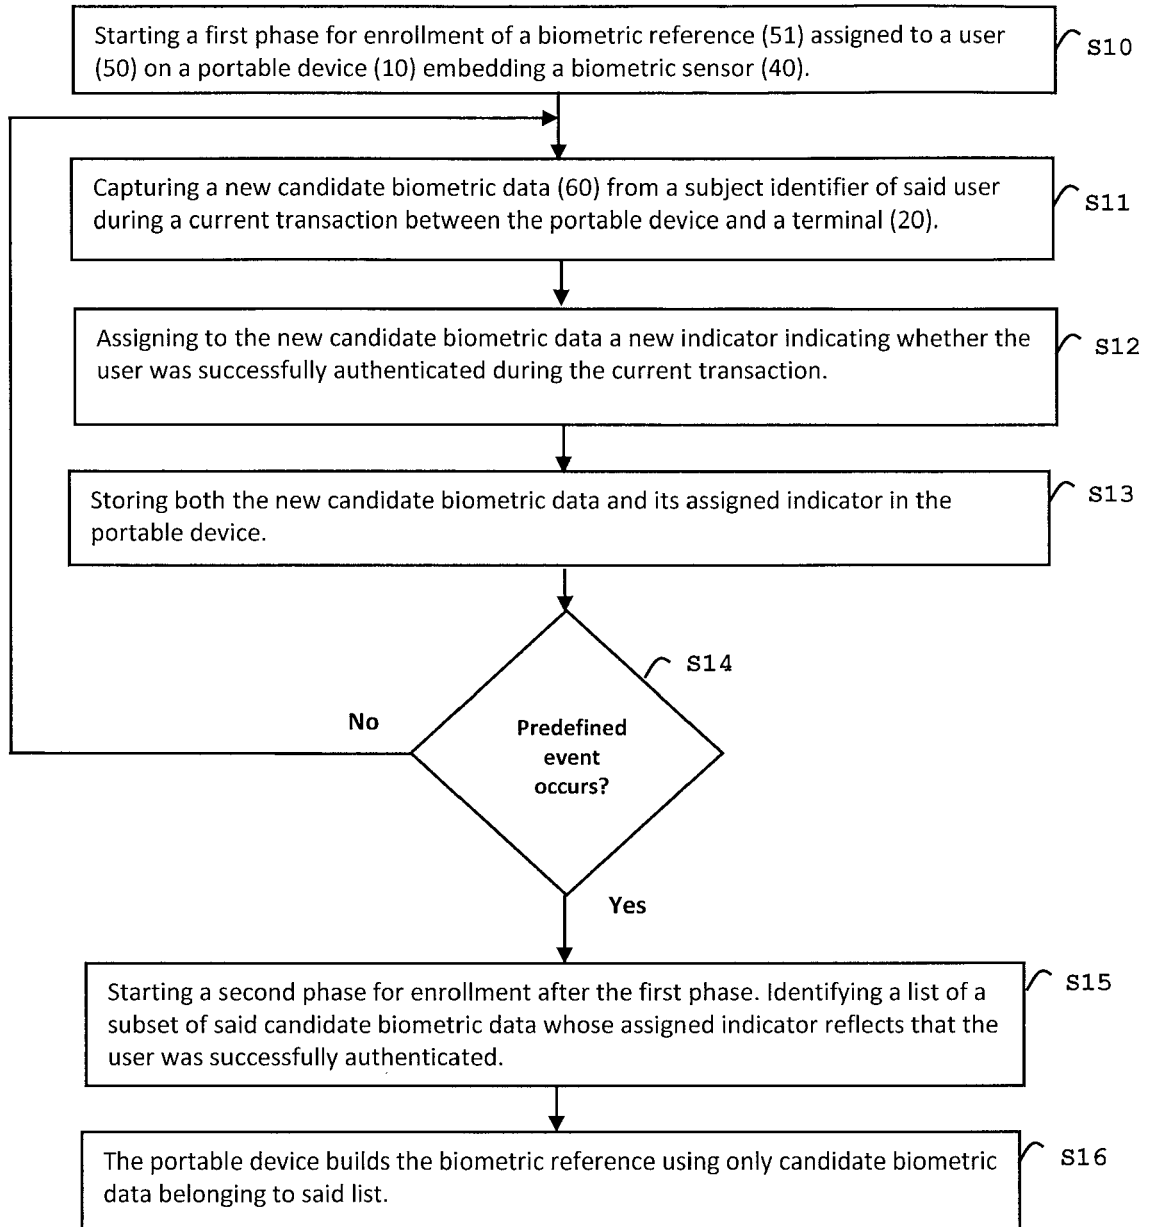 Starting a first phase for enrollment of a biometric reference (51) assigned to a user
(50) on a portable device (10) embedding a biometric sensor (40).
S10
Capturing a new candidate biometric data (60) from a subject identifier of said user
during a current transaction between the portable device and a terminal (20).
S11
Assigning to the new candidate biometric data a new indicator indicating whether the
user was successfully authenticated during the current transaction.
S12
Storing both the new candidate biometric data and its assigned indicator in the
portable device.
S13
S14
No
Predefined
event
occurs?
Yes
Starting a second phase for enrollment after the first phase. Identifying a list of a
subset of said candidate biometric data whose assigned indicator reflects that the
user was successfully authenticated.
S15
The portable device builds the biometric reference using only candidate biometric
data belonging to said list.
S16